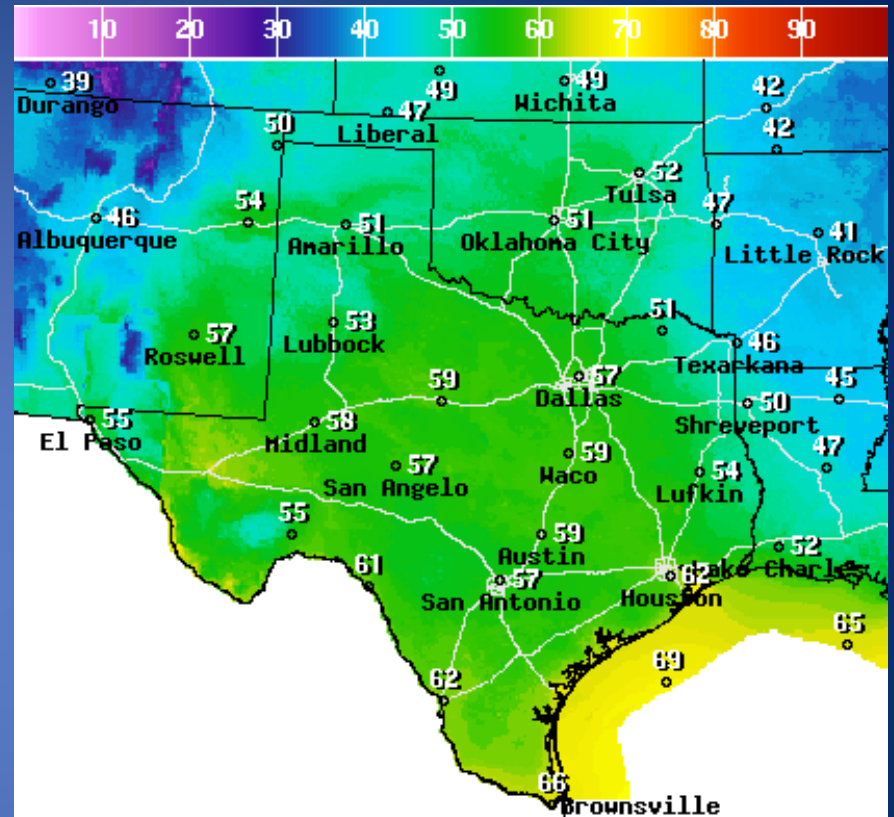 10 20 30 40 50 60 70 80 90
39
Durango
49
49
Wichita
42
47
Liberal
42
50
52
Tulsa
54
46
Albuquerque
51
Amarillo
51
Oklahoma City
47
41
Little Rock
57
Roswell
53
Lubbock
51
46
Texarkana
57
Dallas
59
50
Shreveport
45
55
El Paso
58
Midland
57
San Angelo
59
Waco
54
Lufkin
47
55
59
Austin
52
Lake Charles
61
57
San Antonio
62
Houston
65
69
62
66
Brownsville